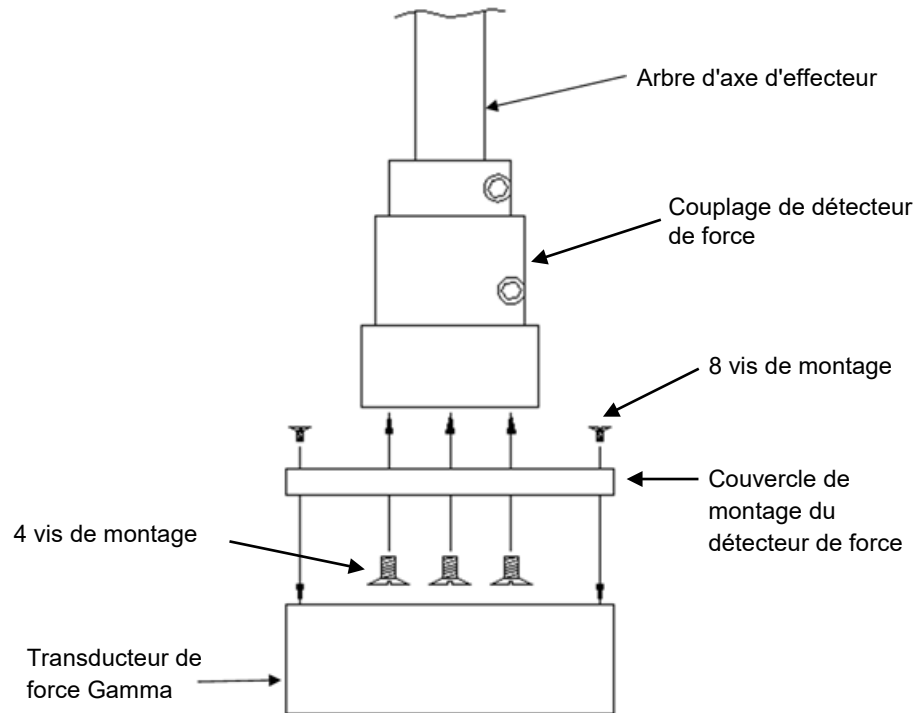 Arbre d'axe d'effecteur
Couplage de détecteur
de force
8 vis de montage
Couvercle de
montage du
détecteur de force
4 vis de montage
Transducteur de
force Gamma